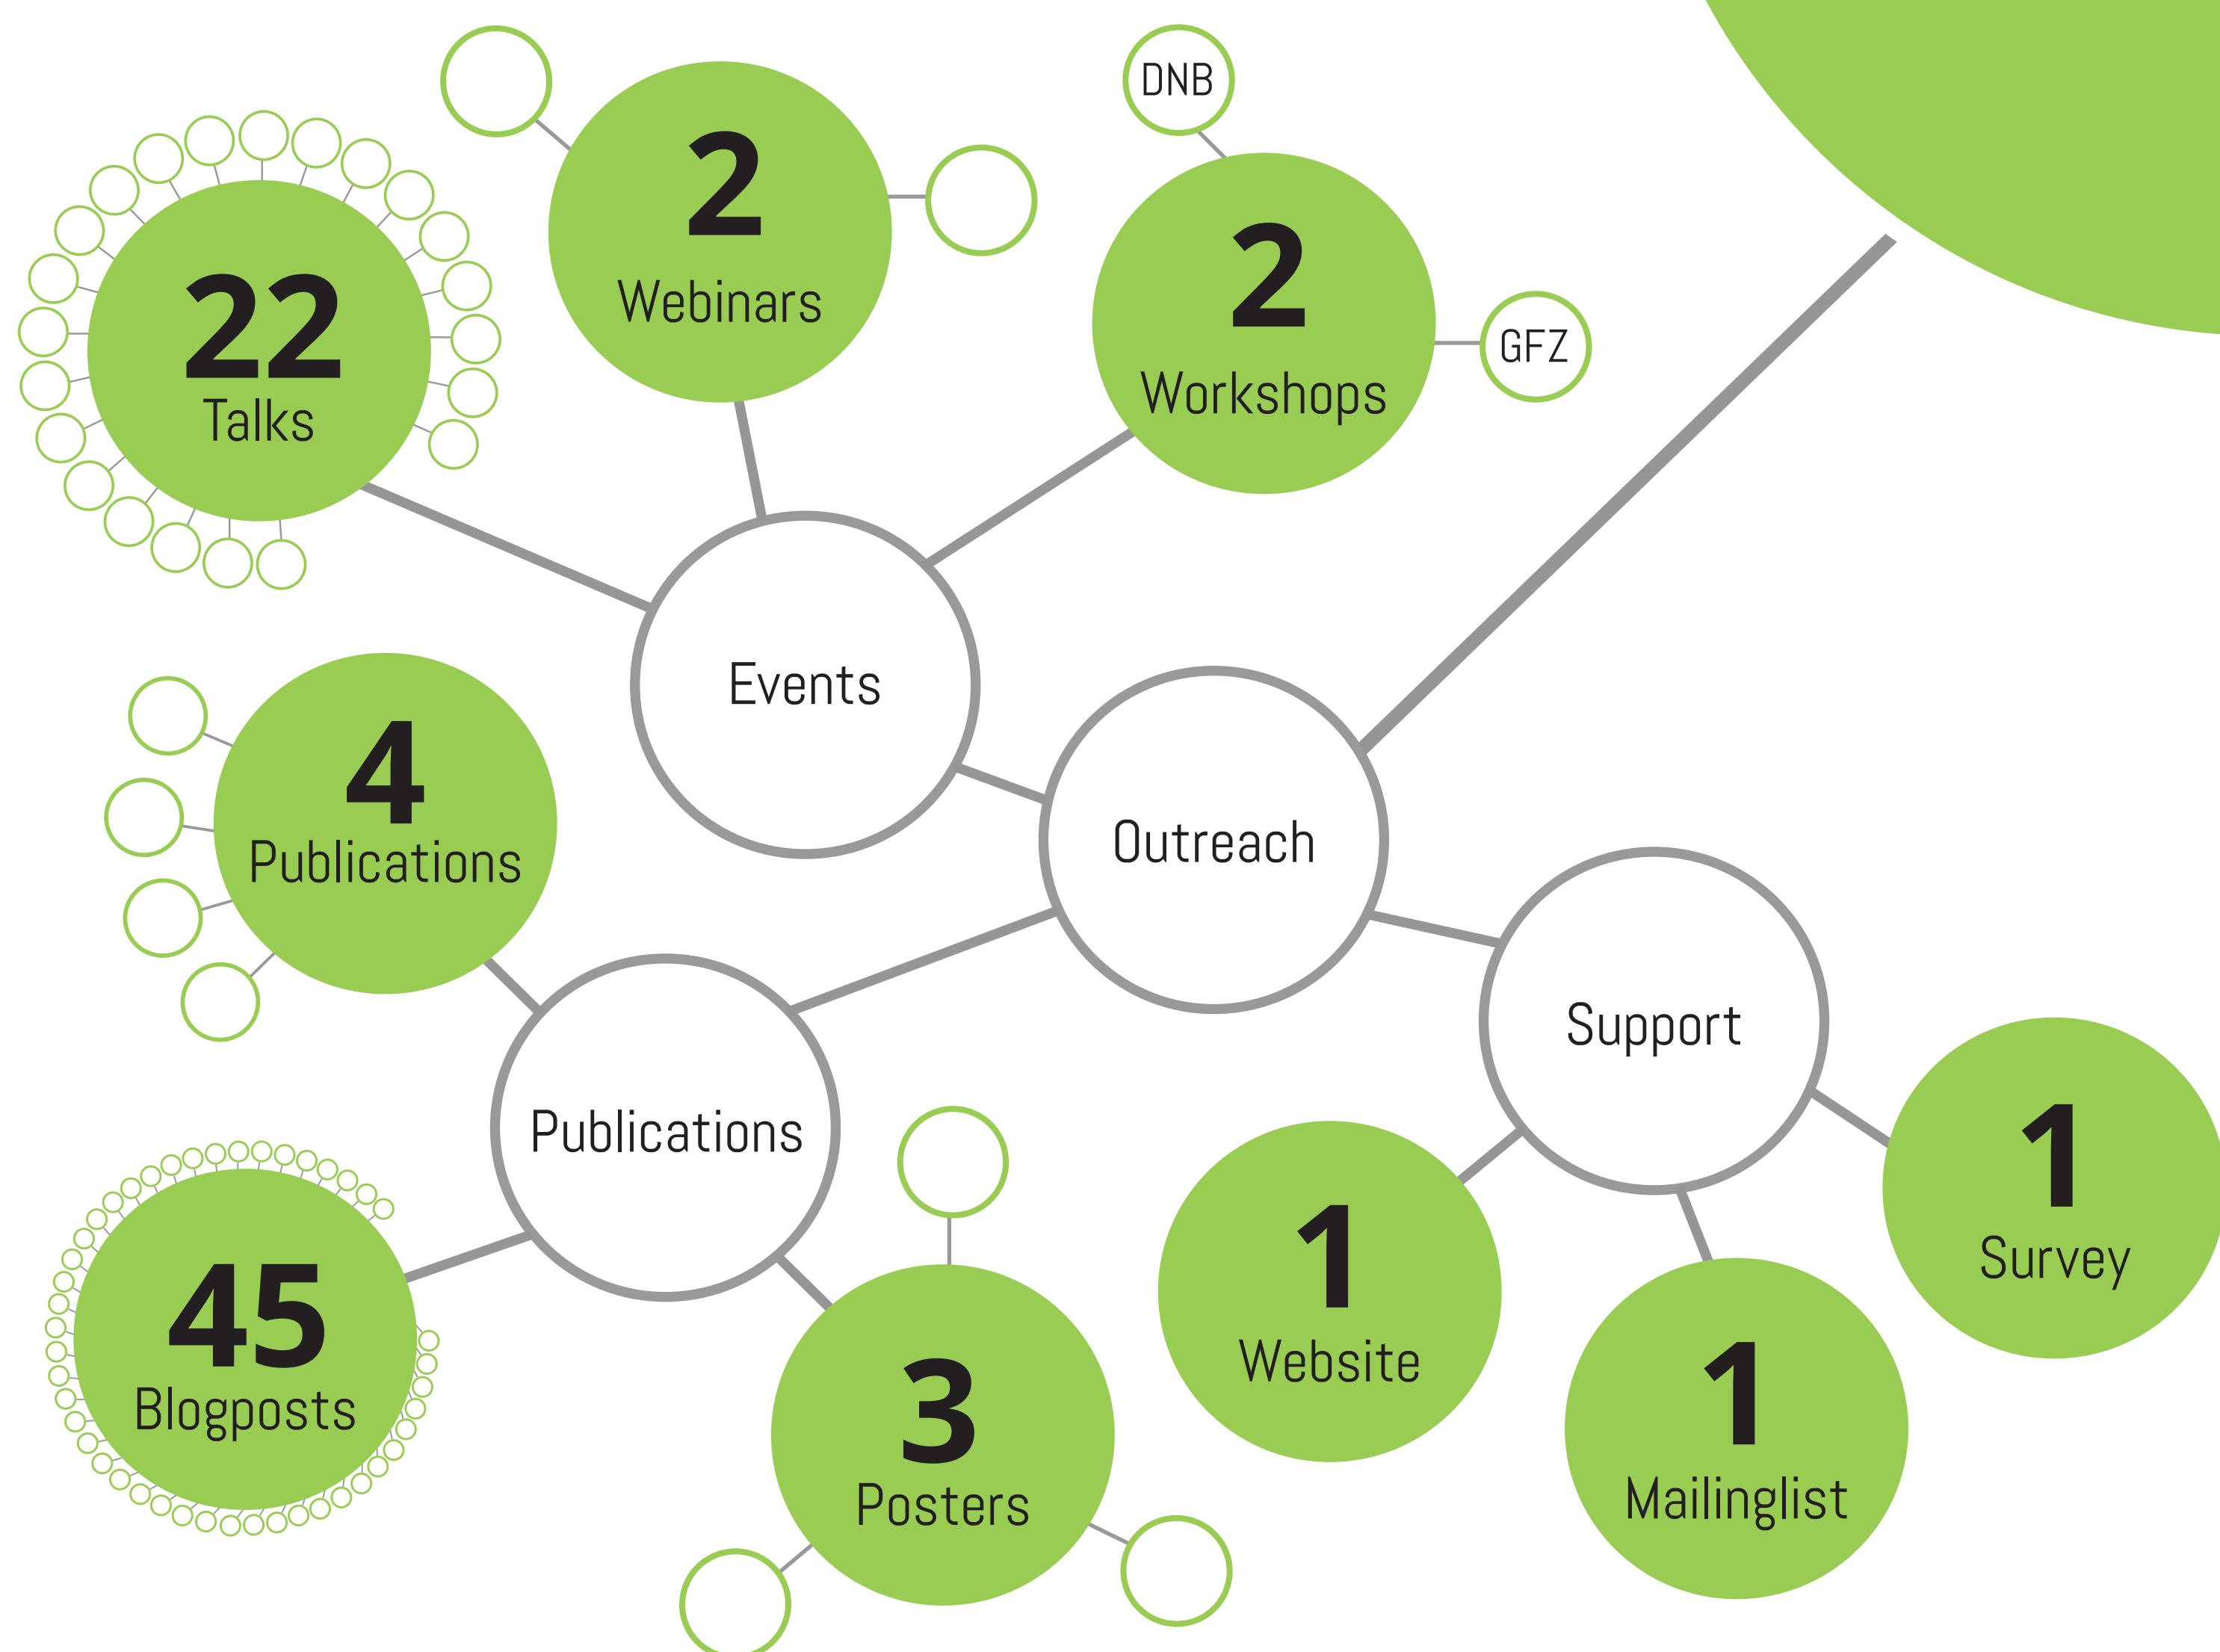 DNB
2
Webinars
2
Workshops
GFZ
22
Talks
Events
4
Publications
Outreach
Support
Publications
1
Survey
1
Website
45
Blogposts
3
Posters
1
Mailinglist